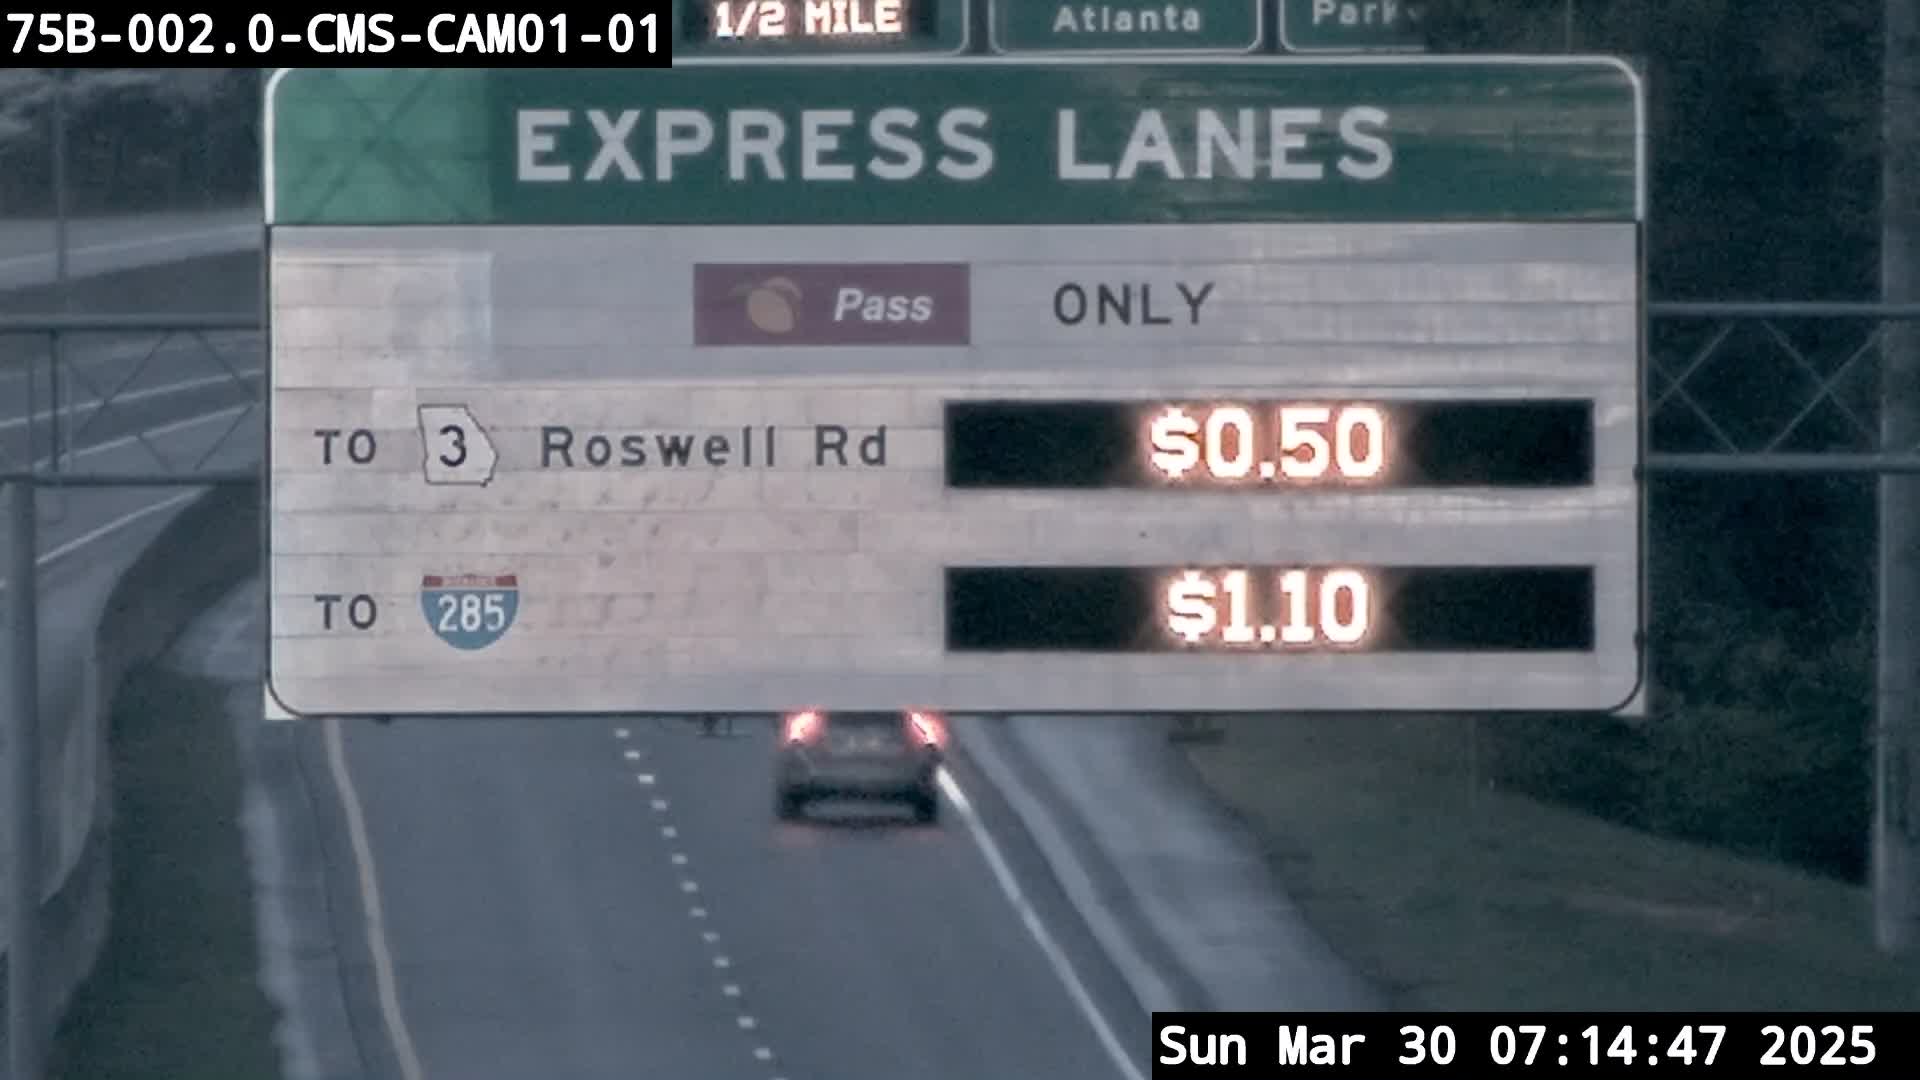 75B-002.0-CMS-CAM01-01
1/2 MILE
Atlanta
EXPRESS LANES
Pass ONLY
TO 3 Roswell Rd $0.50
TO 285 $1.10
Sun Mar 30 07:14:47 2025